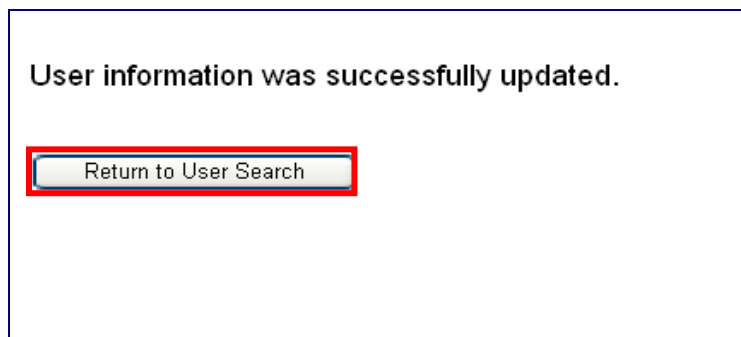 User information was successfully updated.
Return to User Search